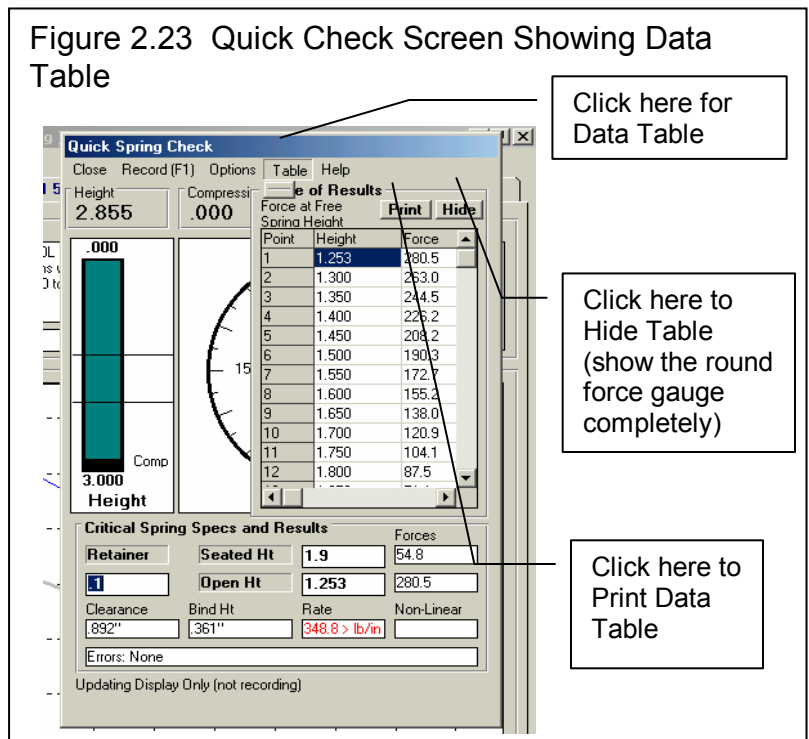 Figure 2.23 Quick Check Screen Showing Data
Table
Click here for
Data Table
Quick Spring Check
Close Record (F1) Options Table Help
Height
2.855
Compressi
.000
e of Results
Force at Free
Spring Height
Print Hide
Point Height Force
1 1.253 280.5
2 1.300 263.0
3 1.350 244.5
4 1.400 226.2
5 1.450 208.2
6 1.500 190.3
7 1.550 172.7
8 1.600 155.2
9 1.650 138.0
10 1.700 120.9
11 1.750 104.1
12 1.800 87.5
.000
Comp
3.000
Height
15
Click here to
Hide Table
(show the round
force gauge
completely)
Critical Spring Specs and Results
Forces
Retainer Seated Ht 1.9 54.8
.1 Open Ht 1.253 280.5
Clearance Bind Ht Rate Non-Linear
.892" .361" 348.8 > lb/in
Errors: None
Updating Display Only (not recording)
Click here to
Print Data
Table